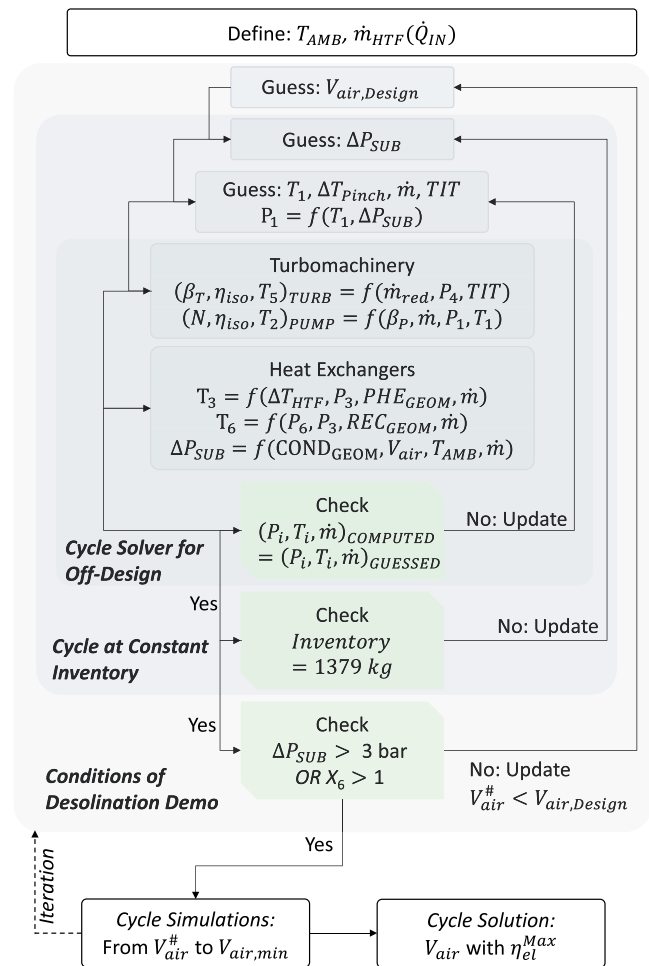 Define: T_AMB, ṁ_HTF(Q̇_IN)
Guess: V_air,Design
Guess: ΔP_SUB
Guess: T_1, ΔT_Pinch, ṁ, TIT
P_1 = f(T_1, ΔP_SUB)
Turbomachinery
(β_T, η_iso, T_5)_TURB = f(ṁ_red, P_4, TIT)
(N, η_iso, T_2)_PUMP = f(β_P, ṁ, P_1, T_1)
Heat Exchangers
T_3 = f(ΔT_HTF, P_3, PHE_GEOM, ṁ)
T_6 = f(P_6, P_3, REC_GEOM, ṁ)
ΔP_SUB = f(COND_GEOM, V_air, T_AMB, ṁ)
Check
(P_i, T_i, ṁ)_COMPUTED
= (P_i, T_i, ṁ)_GUESSED
No: Update
Cycle Solver for
Off-Design
Yes
Check
Inventory
= 1379 kg
No: Update
Cycle at Constant
Inventory
Yes
Check
ΔP_SUB > 3 bar
OR X_6 > 1
No: Update
V_air^# < V_air,Design
Conditions of
Desolination Demo
Yes
Iteration
Cycle Simulations:
From V_air^# to V_air,min
Cycle Solution:
V_air with η_el^Max